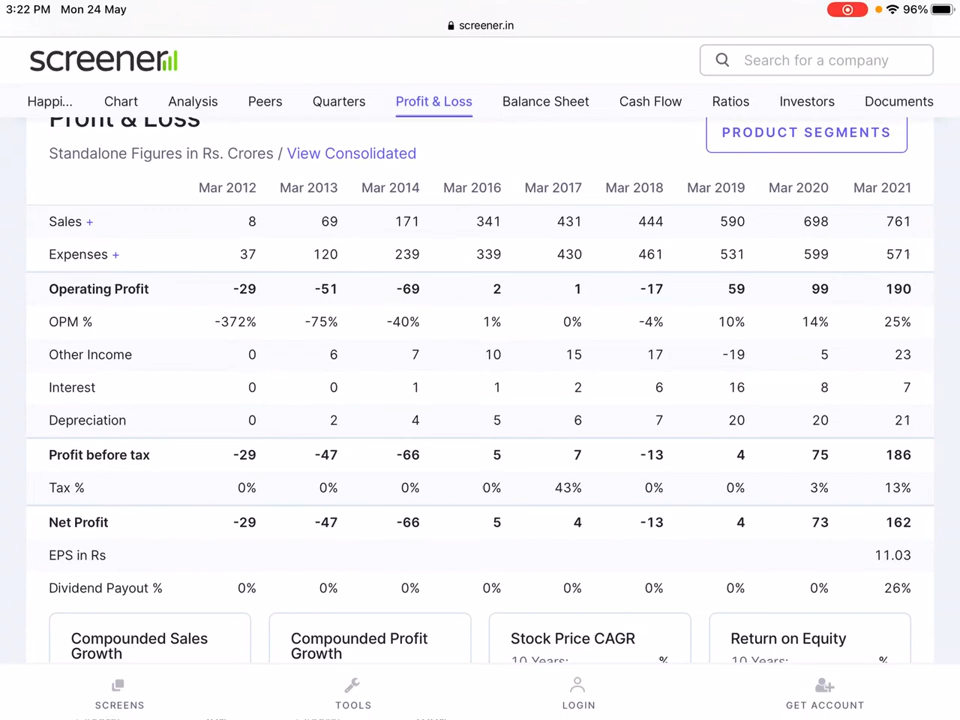 3:22 PM Mon 24 May 96%
screener.in
screener Search for a company
Happi... Chart Analysis Peers Quarters Profit & Loss Balance Sheet Cash Flow Ratios Investors Documents
Profit & Loss PRODUCT SEGMENTS
Standalone Figures in Rs. Crores / View Consolidated
Mar 2012 Mar 2013 Mar 2014 Mar 2016 Mar 2017 Mar 2018 Mar 2019 Mar 2020 Mar 2021
Sales + 8 69 171 341 431 444 590 698 761
Expenses + 37 120 239 339 430 461 531 599 571
Operating Profit -29 -51 -69 2 1 -17 59 99 190
OPM % -372% -75% -40% 1% 0% -4% 10% 14% 25%
Other Income 0 6 7 10 15 17 -19 5 23
Interest 0 0 1 1 2 6 16 8 7
Depreciation 0 2 4 5 6 7 20 20 21
Profit before tax -29 -47 -66 5 7 -13 4 75 186
Tax % 0% 0% 0% 0% 43% 0% 0% 3% 13%
Net Profit -29 -47 -66 5 4 -13 4 73 162
EPS in Rs 11.03
Dividend Payout % 0% 0% 0% 0% 0% 0% 0% 0% 26%
Compounded Sales Growth
Compounded Profit Growth
Stock Price CAGR
10 Years: %
Return on Equity
10 Years: %
SCREENS TOOLS LOGIN GET ACCOUNT